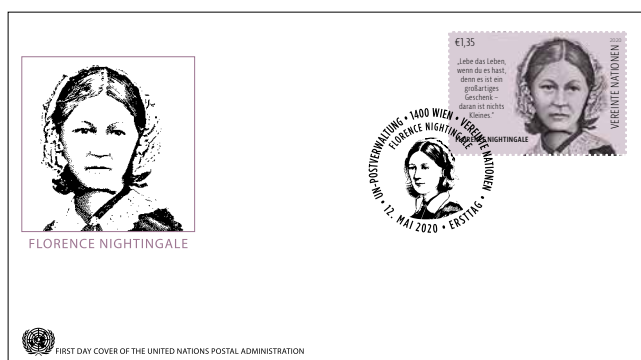 €1,35
2020
„Lebe das Leben,
wenn du es hast,
denn es ist ein
großartiges
Geschenk –
daran ist nichts
Kleines.“
VEREINTE NATIONEN
FLORENCE NIGHTINGALE
UN-POSTVERWALTUNG • 1400 WIEN • VEREINTE NATIONEN
FLORENCE NIGHTINGALE
• 12. MAI 2020 • ERSTTAG •
FLORENCE NIGHTINGALE
FIRST DAY COVER OF THE UNITED NATIONS POSTAL ADMINISTRATION